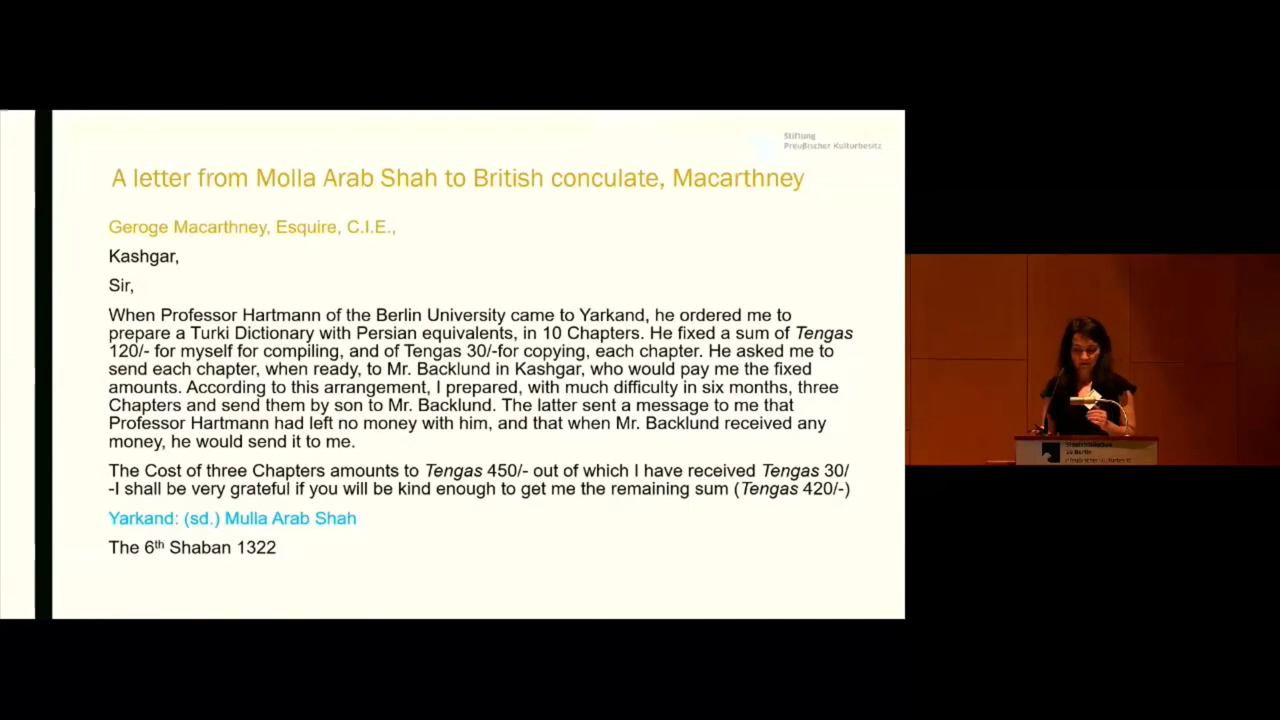 Stiftung
Preußischer Kulturbesitz
A letter from Molla Arab Shah to British conculate, Macarthney
Geroge Macarthney, Esquire, C.I.E.,
Kashgar,
Sir,
When Professor Hartmann of the Berlin University came to Yarkand, he ordered me to
prepare a Turki Dictionary with Persian equivalents, in 10 Chapters. He fixed a sum of Tengas
120/- for myself for compiling, and of Tengas 30/-for copying, each chapter. He asked me to
send each chapter, when ready, to Mr. Backlund in Kashgar, who would pay me the fixed
amounts. According to this arrangement, I prepared, with much difficulty in six months, three
Chapters and send them by son to Mr. Backlund. The latter sent a message to me that
Professor Hartmann had left no money with him, and that when Mr. Backlund received any
money, he would send it to me.
The Cost of three Chapters amounts to Tengas 450/- out of which I have received Tengas 30/
-I shall be very grateful if you will be kind enough to get me the remaining sum (Tengas 420/-)
Yarkand: (sd.) Mulla Arab Shah
The 6th Shaban 1322
Staatsbibliothek
zu Berlin
Preußischer Kulturbesitz